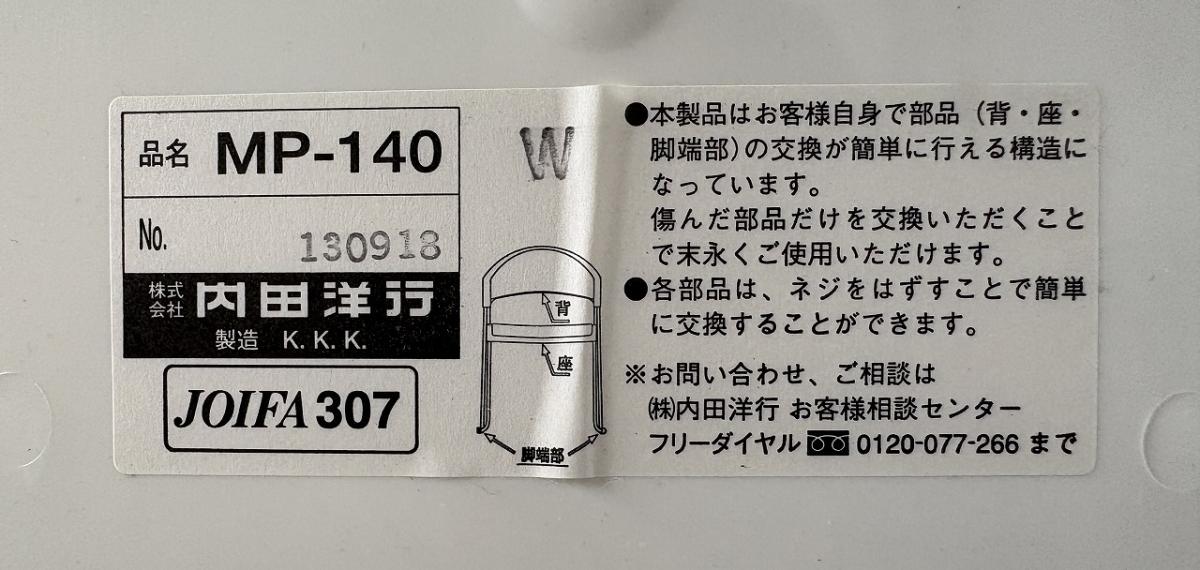 品名 MP-140
No. 130918
株式会社 内田洋行
製造 K. K. K.
JOIFA 307
W
背
座
脚端部
●本製品はお客様自身で部品（背・座・
脚端部）の交換が簡単に行える構造に
なっています。
傷んだ部品だけを交換いただくこと
で末永くご使用いただけます。
●各部品は、ネジをはずすことで簡単
に交換することができます。
※お問い合わせ、ご相談は
㈱内田洋行 お客様相談センター
フリーダイヤル 0120-077-266 まで